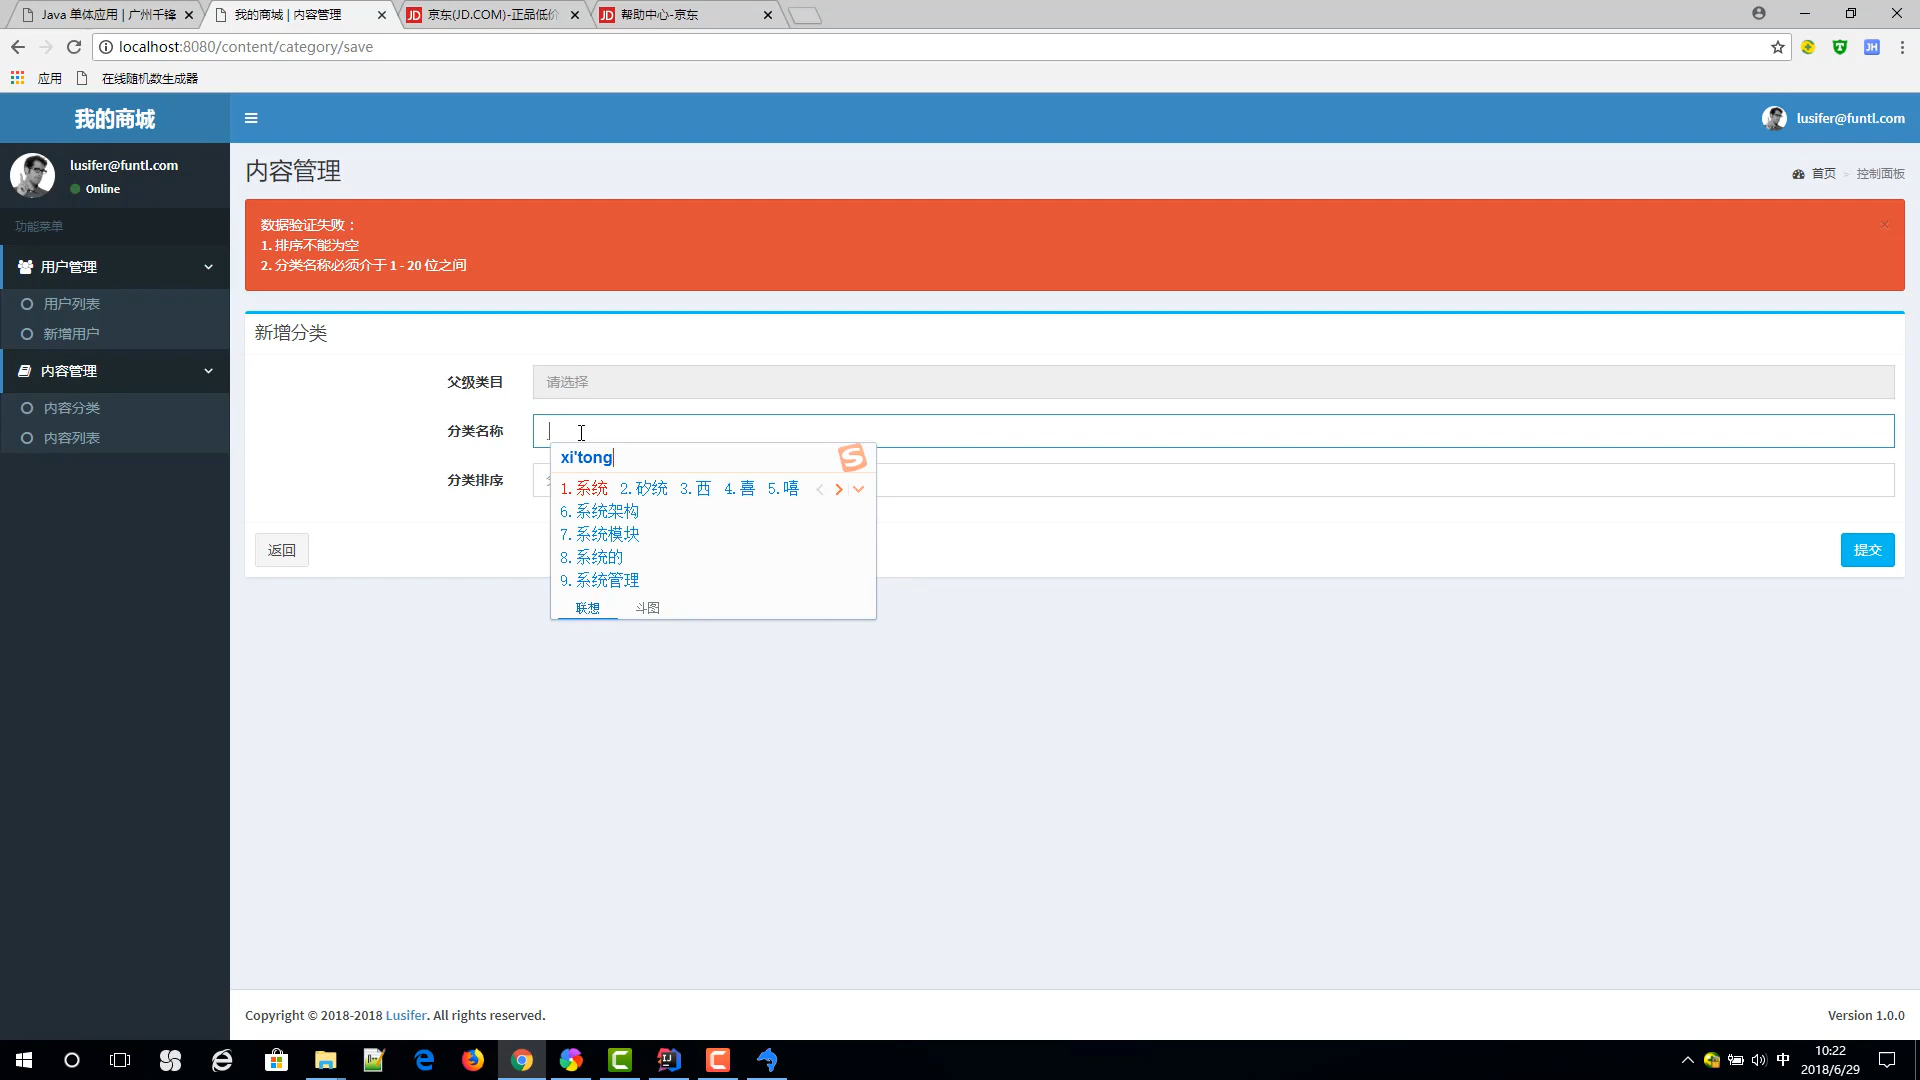 Java 单体应用 | 广州千锋
我的商城 | 内容管理
京东(JD.COM)-正品低价
帮助中心-京东
localhost:8080/content/category/save
应用
在线随机数生成器
我的商城
lusifer@funtl.com
lusifer@funtl.com
Online
功能菜单
用户管理
用户列表
新增用户
内容管理
内容分类
内容列表
内容管理
首页 > 控制面板
数据验证失败：
1. 排序不能为空
2. 分类名称必须介于 1 - 20 位之间
×
新增分类
父级类目
请选择
分类名称
分类排序
xi'tong
1.系统 2.矽统 3.西 4.喜 5.嘻
6.系统架构
7.系统模块
8.系统的
9.系统管理
联想 斗图
返回
提交
Copyright © 2018-2018 Lusifer. All rights reserved.
Version 1.0.0
中
10:22
2018/6/29